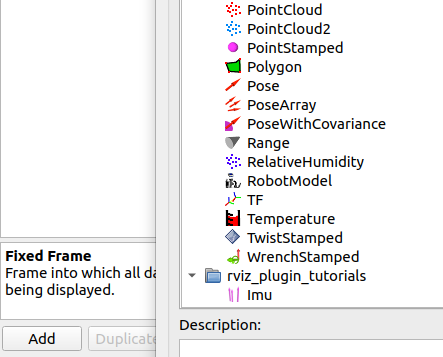 PointCloud
PointCloud2
PointStamped
Polygon
Pose
PoseArray
PoseWithCovariance
Range
RelativeHumidity
RobotModel
TF
Temperature
TwistStamped
WrenchStamped
rviz_plugin_tutorials
Imu
Fixed Frame
Frame into which all da
being displayed.
Add
Duplicate
Description: